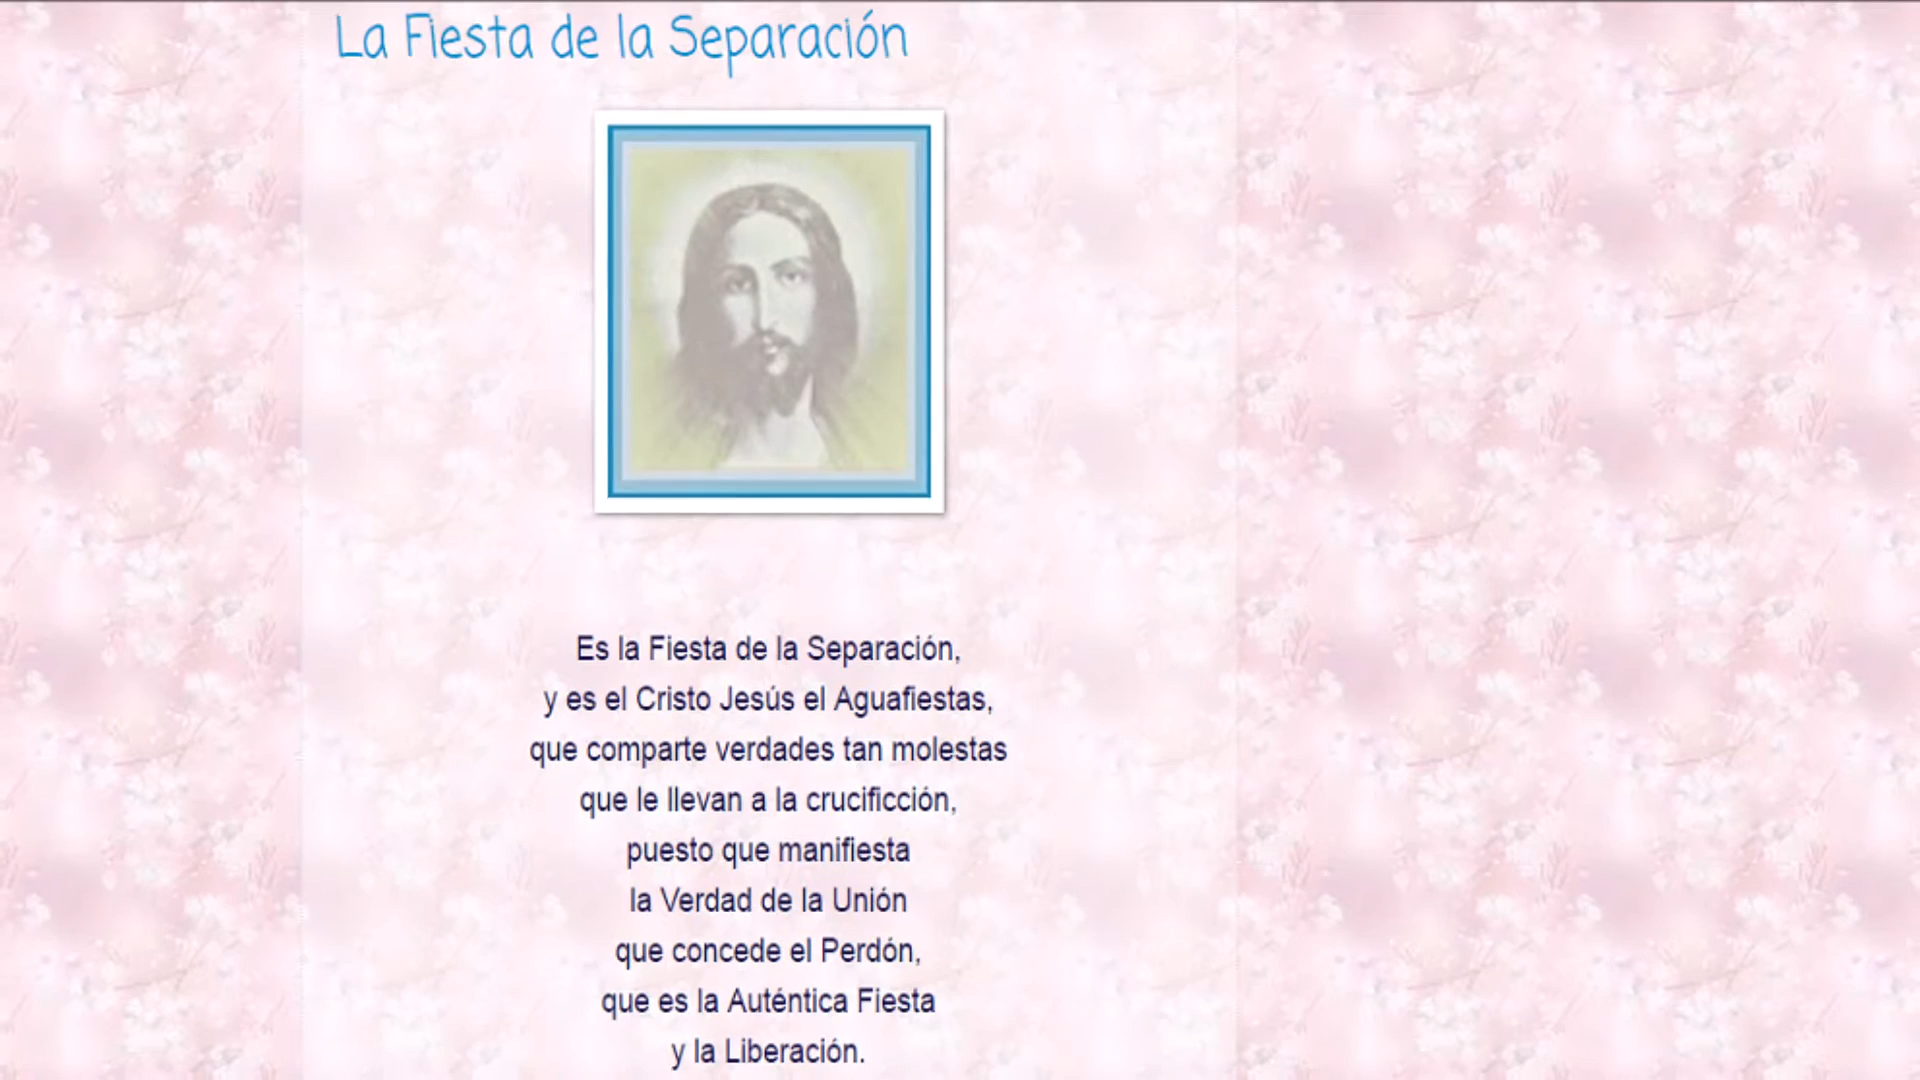 La Fiesta de la Separación
Es la Fiesta de la Separación,
y es el Cristo Jesús el Aguafiestas,
que comparte verdades tan molestas
que le llevan a la crucificción,
puesto que manifiesta
la Verdad de la Unión
que concede el Perdón,
que es la Auténtica Fiesta
y la Liberación.